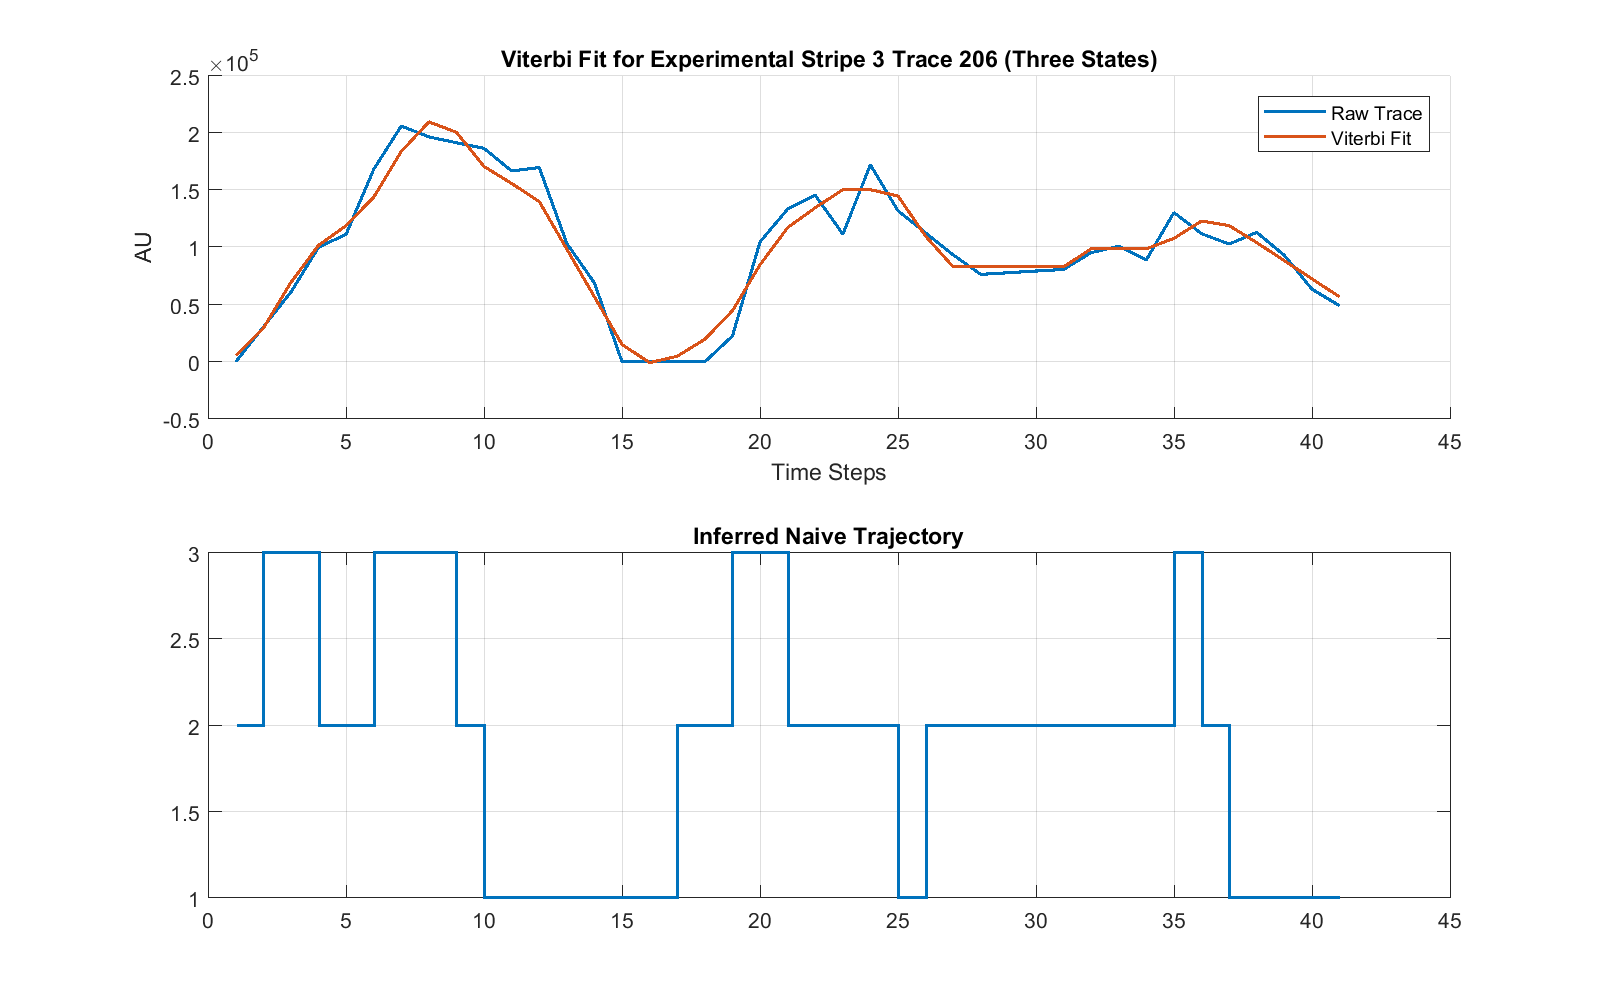 Viterbi Fit for Experimental Stripe 3 Trace 206 (Three States)
×10^5
2.5
2
1.5
1
0.5
0
-0.5
AU
Raw Trace
Viterbi Fit
0 5 10 15 20 25 30 35 40 45
Time Steps
Inferred Naive Trajectory
3
2.5
2
1.5
1
0 5 10 15 20 25 30 35 40 45